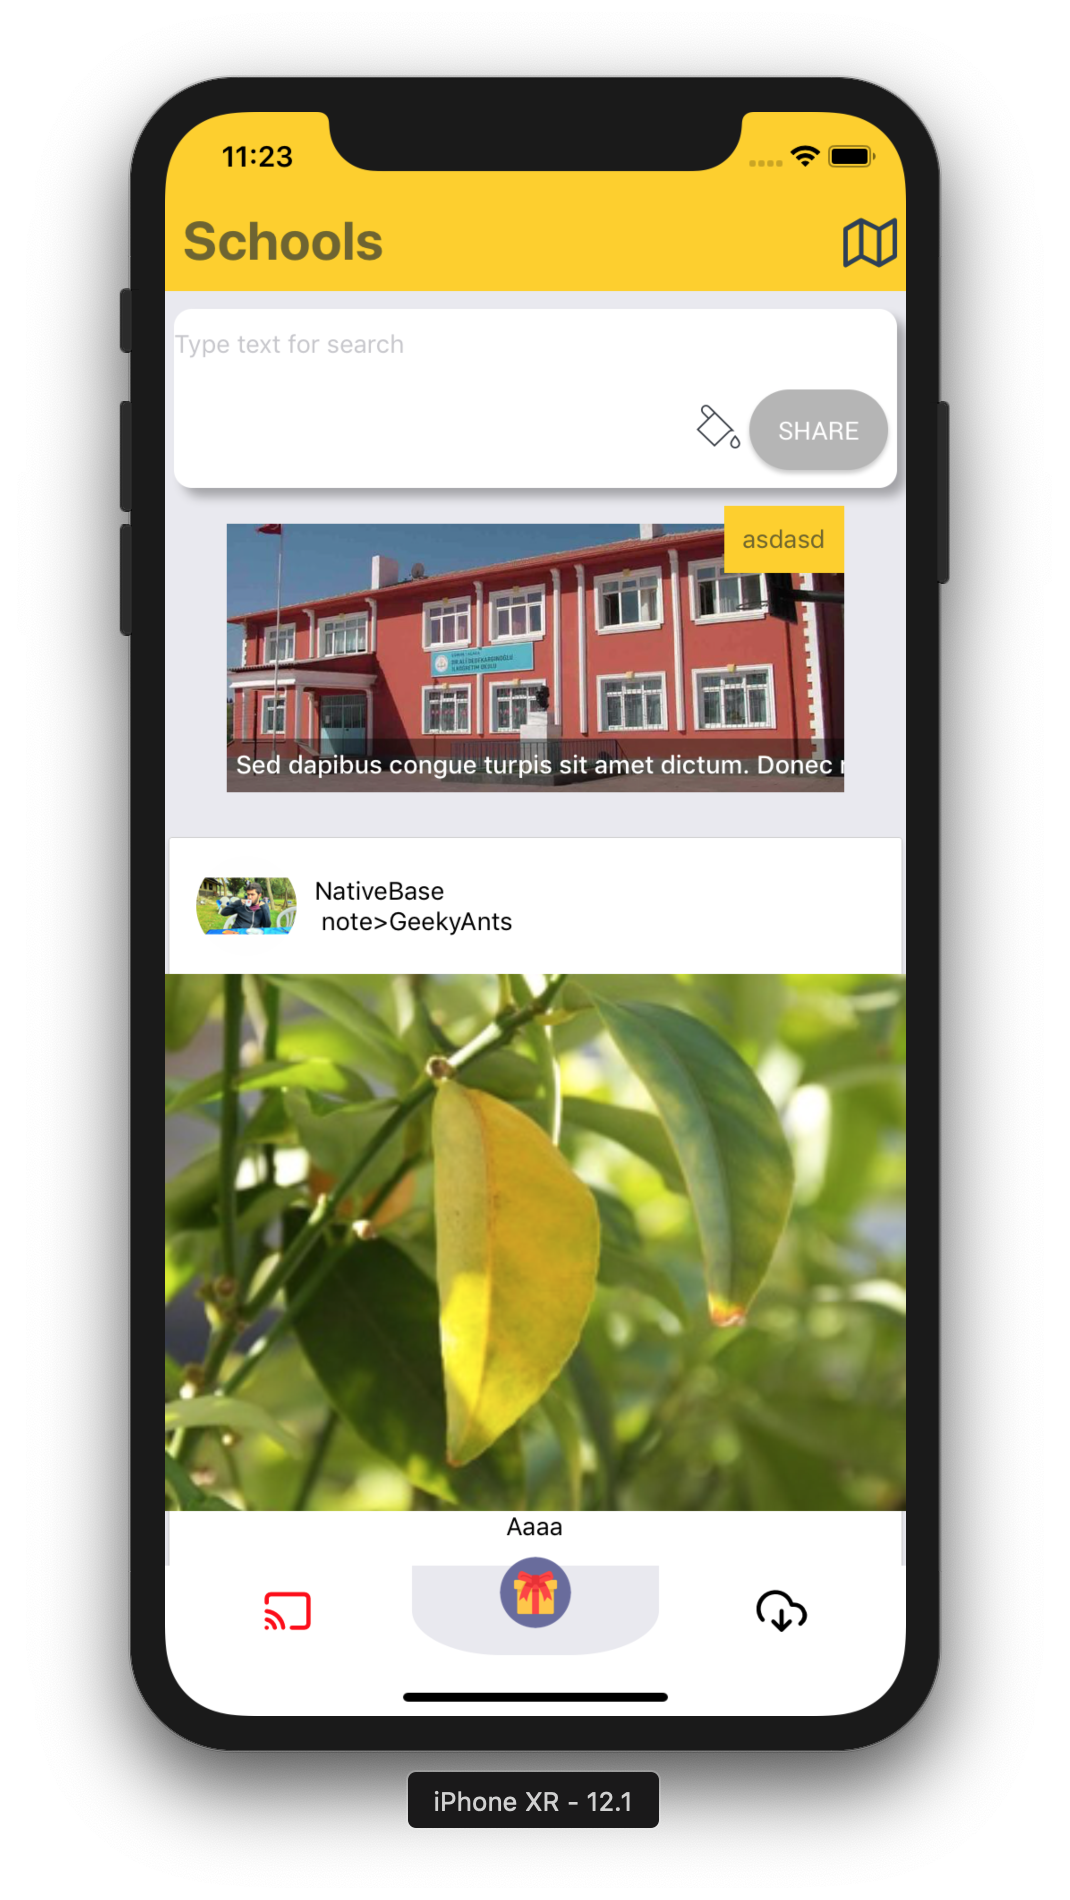 11:23
Schools
Type text for search
SHARE
asdasd
Sed dapibus congue turpis sit amet dictum. Donec
NativeBase
note>GeekyAnts
Aaaa
iPhone XR - 12.1